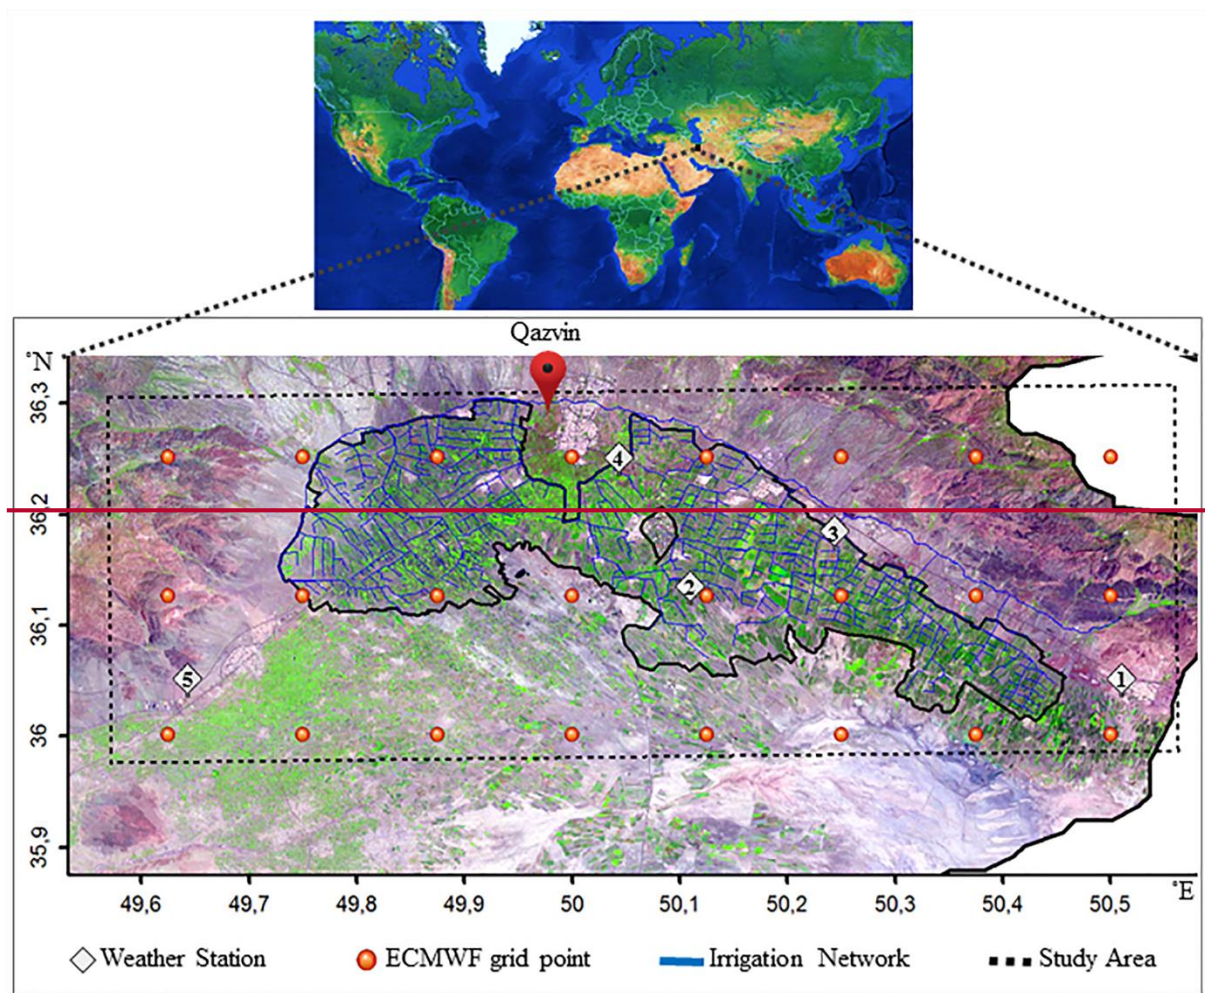 Qazvin
°N
36,3
36,2
36,1
36
35,9
4
3
2
5
1
49,6 49,7 49,8 49,9 50 50,1 50,2 50,3 50,4 50,5
°E
Weather Station ECMWF grid point Irrigation Network Study Area